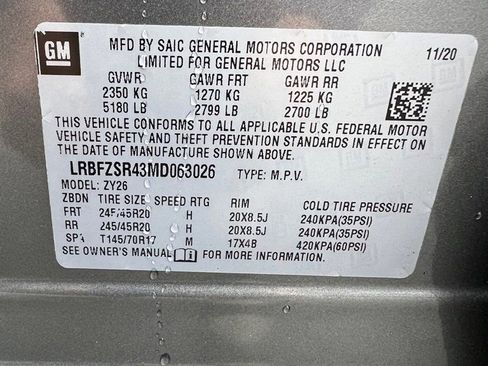 GM
MFD BY SAIC GENERAL MOTORS CORPORATION
LIMITED FOR GENERAL MOTORS LLC
11/20
GVWR GAWR FRT GAWR RR
2350 KG 1270 KG 1225 KG
5180 LB 2799 LB 2700 LB
THIS VEHICLE CONFORMS TO ALL APPLICABLE U.S. FEDERAL MOTOR
VEHICLE SAFETY AND THEFT PREVENTION STANDARDS IN EFFECT ON
THE DATE OF MANUFACTURE SHOWN ABOVE.
LRBFZSR43MD063026 TYPE: M.P.V.
MODEL: ZY26
ZBDN TIRE SIZE SPEED RTG RIM COLD TIRE PRESSURE
FRT 245/45R20 H 20X8.5J 240KPA(35PSI)
RR 245/45R20 H 20X8.5J 240KPA(35PSI)
SPA T145/70R17 M 17X4B 420KPA(60PSI)
SEE OWNER'S MANUAL FOR MORE INFORMATION.